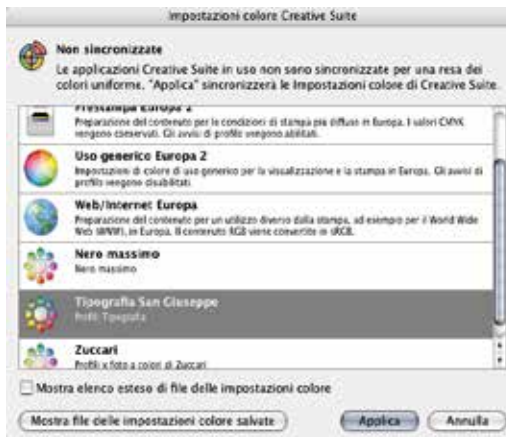 Impostazioni colore Creative Suite
Non sincronizzate
Le applicazioni Creative Suite in uso non sono sincronizzate per una resa dei
colori uniforme. "Applica" sincronizzerà le Impostazioni colore di Creative Suite.
Prestampa Europa 2
Preparazione del contenuto per le condizioni di stampa più diffuse in Europa. I valori CMYK
vengono conservati. Gli avvisi di profilo vengono abilitati.
Uso generico Europa 2
Impostazioni di colore di uso generico per la visualizzazione e la stampa in Europa. Gli avvisi di
profilo vengono disabilitati.
Web/Internet Europa
Preparazione del contenuto per un utilizzo diverso dalla stampa, ad esempio per il World Wide
Web (WWW), in Europa. Il contenuto RGB viene convertito in sRGB.
Nero massimo
Nero massimo
Tipografia San Giuseppe
Profili Tipografia
Zuccari
Profili x foto a colori di Zuccari
Mostra elenco esteso di file delle impostazioni colore
Mostra file delle impostazioni colore salvate
Applica
Annulla